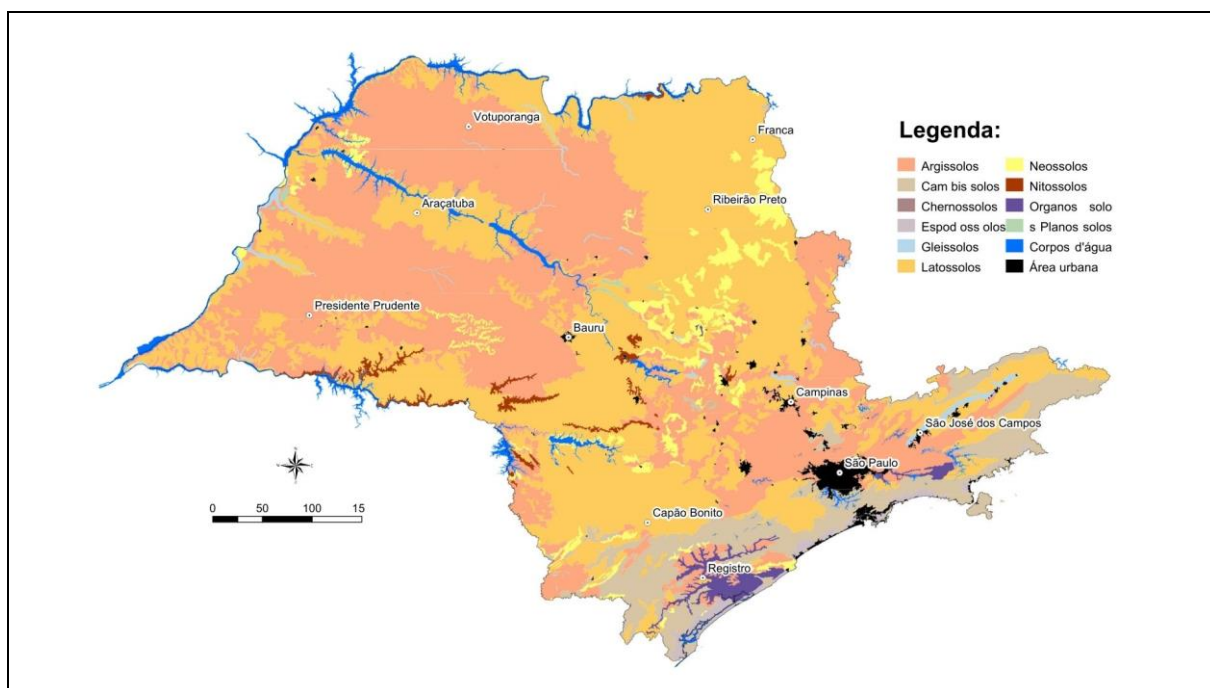 Votuporanga
Franca
Legenda:
Argissolos
Neossolos
Cam bis solos
Nitossolos
Chernossolos
Organos solo
Espod oss olos
s Planos solos
Gleissolos
Corpos d'água
Latossolos
Área urbana
Araçatuba
Ribeirão Preto
Presidente Prudente
Bauru
Campinas
São José dos Campos
São Paulo
0 50 100 15
Capão Bonito
Registro